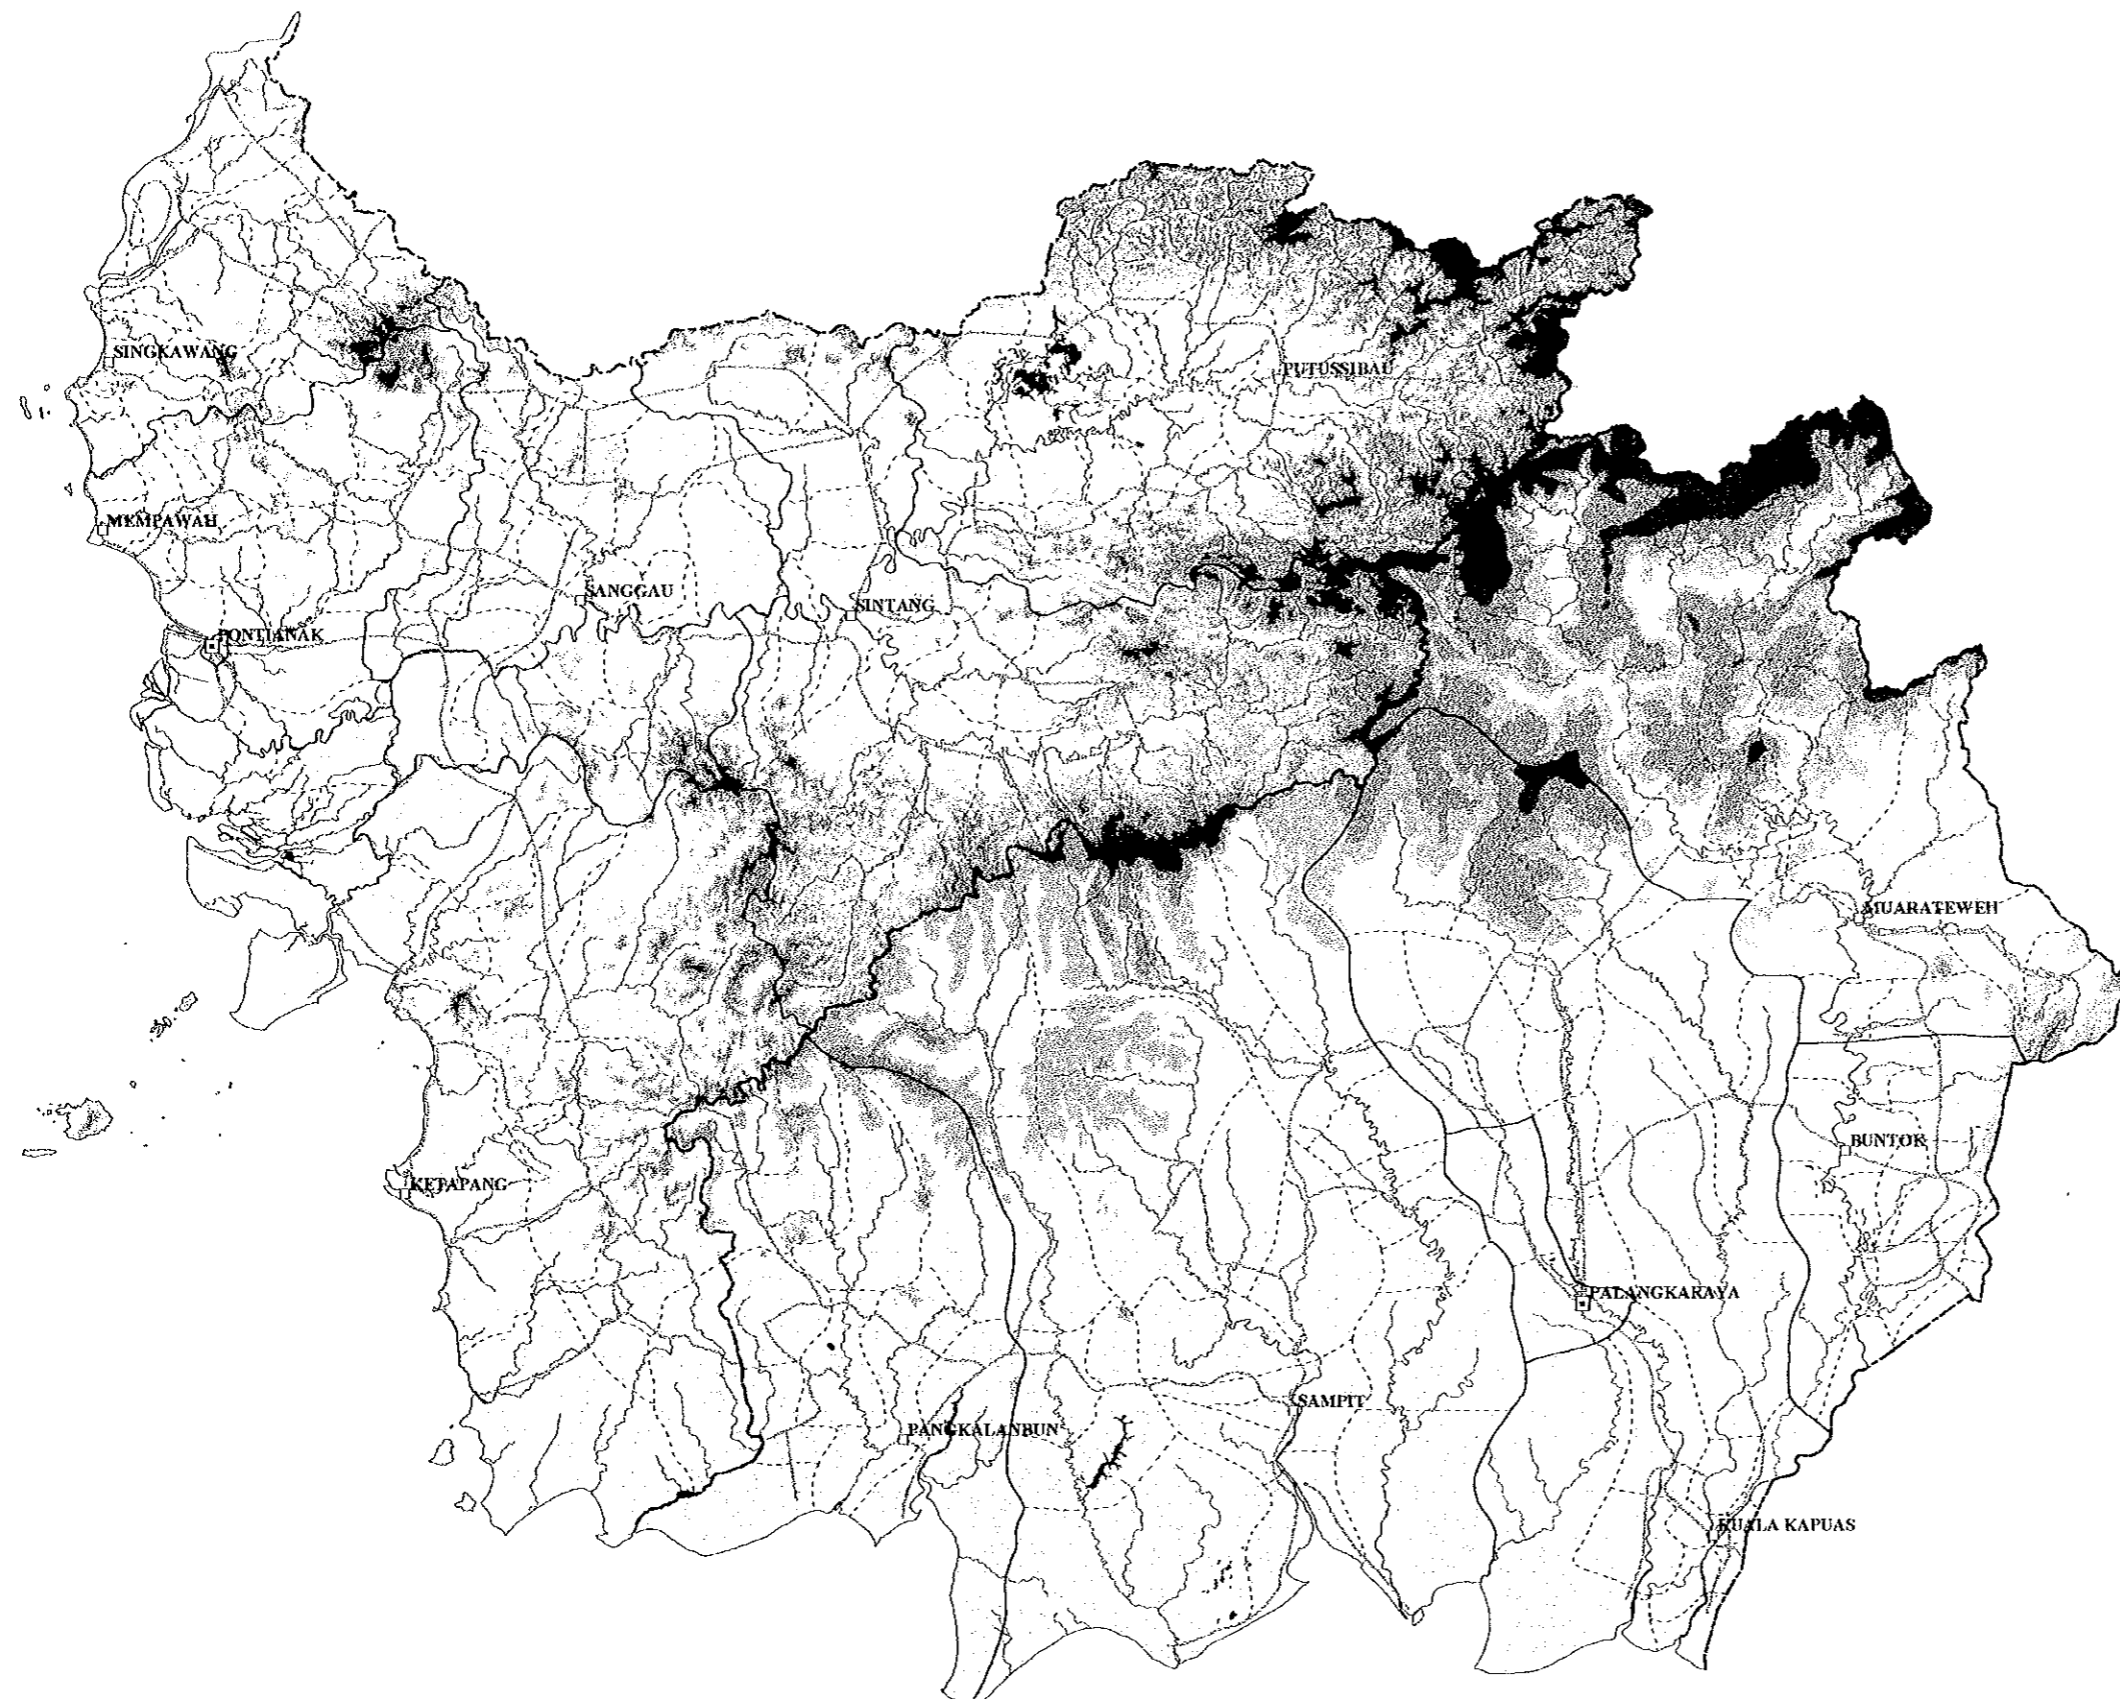 SINGKAWANG
PUTUSSIBAU
MEMPAWAH
SANGGAU
SINTANG
PONTIANAK
MUARATEWEH
BUNTOK
KETAPANG
PALANGKARAYA
SAMPIT
PANGKALANBUN
KUALA KAPUAS